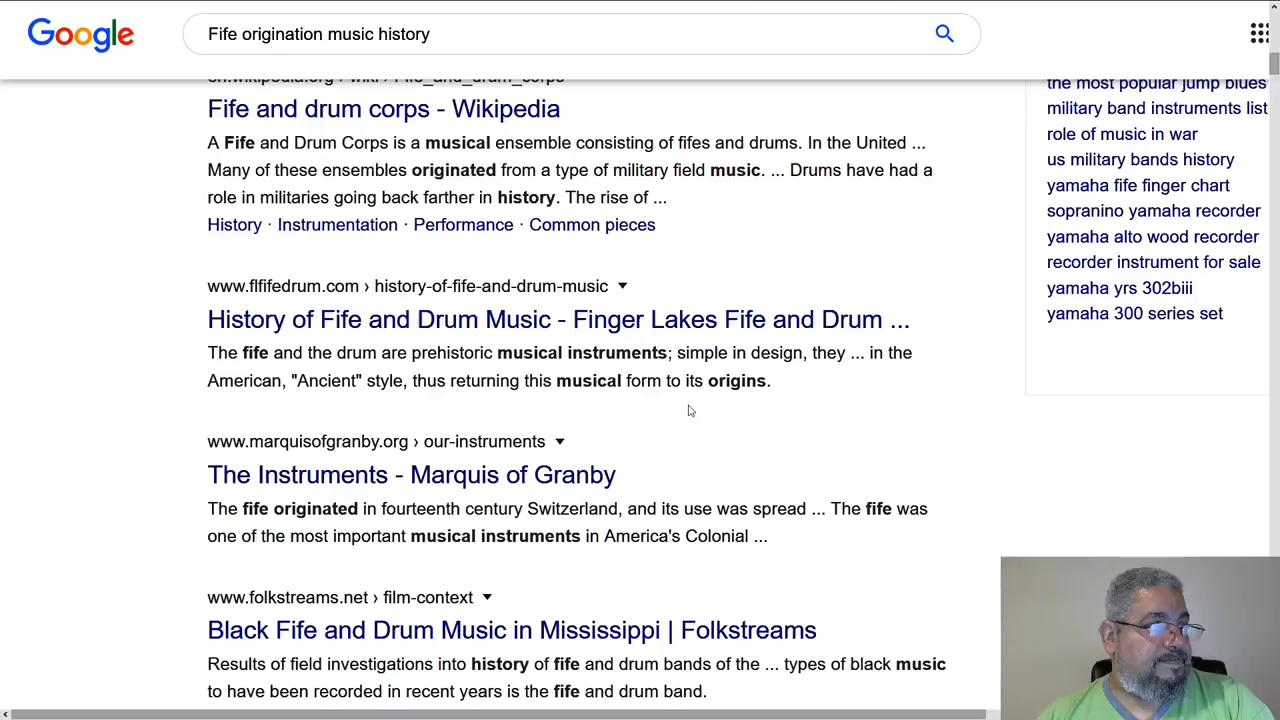 Google
Fife origination music history
en.wikipedia.org › wiki › Fife_and_drum_corps
Fife and drum corps - Wikipedia
A Fife and Drum Corps is a musical ensemble consisting of fifes and drums. In the United ...
Many of these ensembles originated from a type of military field music. ... Drums have had a
role in militaries going back farther in history. The rise of ...
History · Instrumentation · Performance · Common pieces
www.flfifedrum.com › history-of-fife-and-drum-music
History of Fife and Drum Music - Finger Lakes Fife and Drum ...
The fife and the drum are prehistoric musical instruments; simple in design, they ... in the
American, "Ancient" style, thus returning this musical form to its origins.
www.marquisofgranby.org › our-instruments
The Instruments - Marquis of Granby
The fife originated in fourteenth century Switzerland, and its use was spread ... The fife was
one of the most important musical instruments in America's Colonial ...
www.folkstreams.net › film-context
Black Fife and Drum Music in Mississippi | Folkstreams
Results of field investigations into history of fife and drum bands of the ... types of black music
to have been recorded in recent years is the fife and drum band.
the most popular jump blues
military band instruments list
role of music in war
us military bands history
yamaha fife finger chart
sopranino yamaha recorder
yamaha alto wood recorder
recorder instrument for sale
yamaha yrs 302biii
yamaha 300 series set